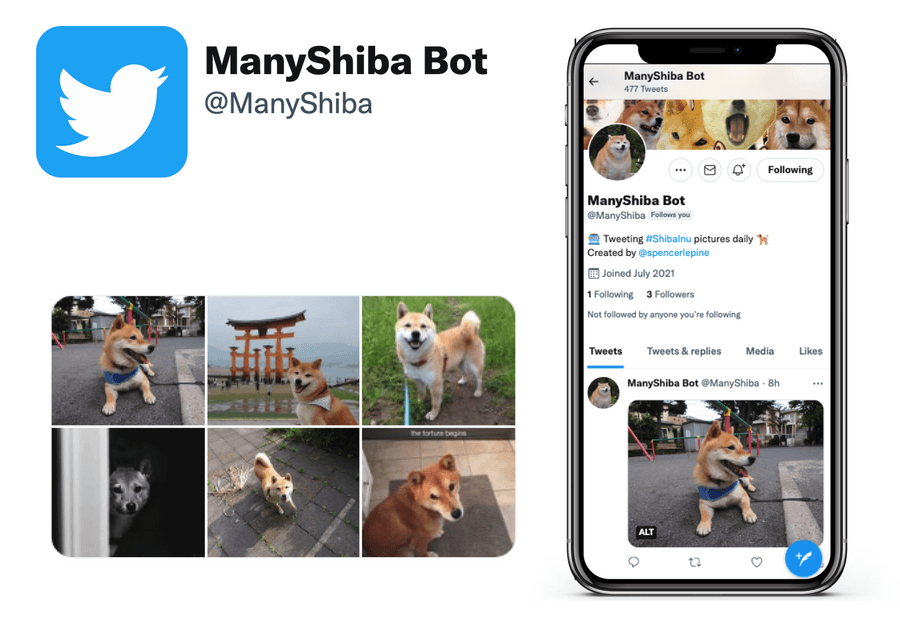 ManyShiba Bot
@ManyShiba
the torture begins
ManyShiba Bot
477 Tweets
Following
ManyShiba Bot
@ManyShiba Follows you
Tweeting #ShibaInu pictures daily
Created by @spencerlepine
Joined July 2021
1 Following 3 Followers
Not followed by anyone you're following
Tweets Tweets & replies Media Likes
ManyShiba Bot @ManyShiba · 8h
ALT